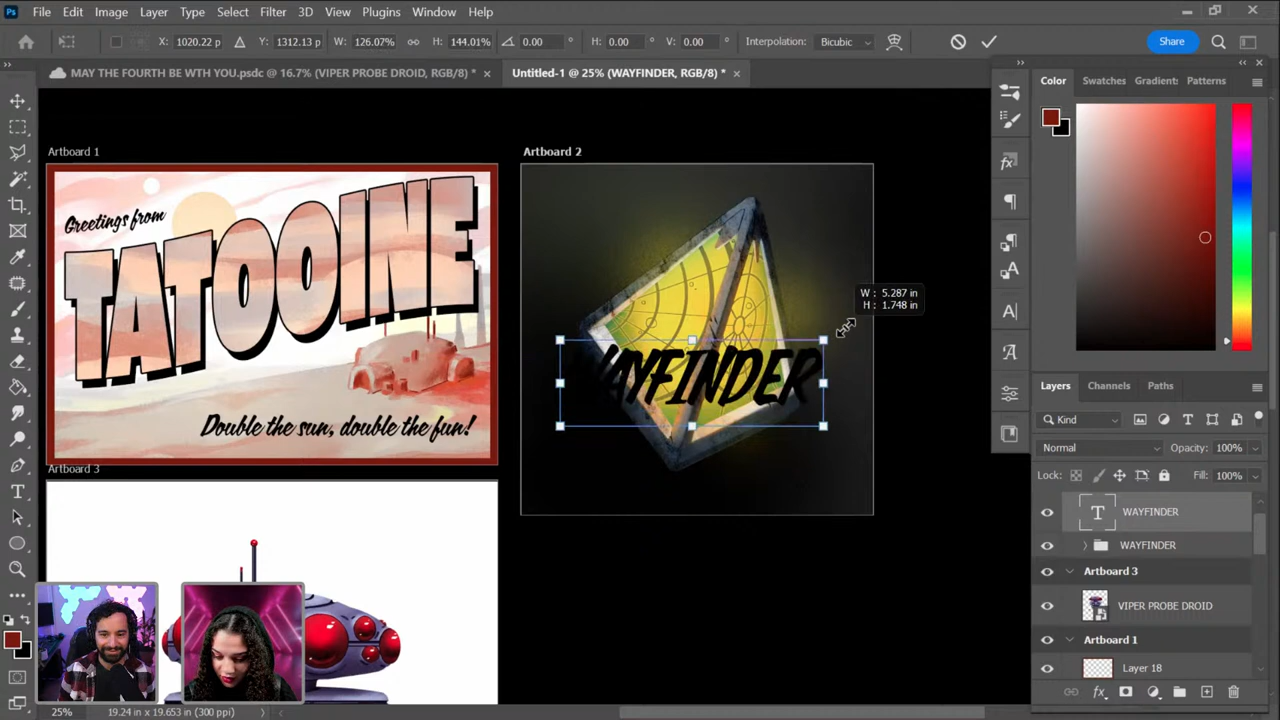 Ps File Edit Image Layer Type Select Filter 3D View Plugins Window Help
X: 1020.22 p Y: 1312.13 p W: 126.07% H: 144.01% 0.00 ° H: 0.00 ° V: 0.00 ° Interpolation: Bicubic Share
MAY THE FOURTH BE WTH YOU.psdc @ 16.7% (VIPER PROBE DROID, RGB/8) * × Untitled-1 @ 25% (WAYFINDER, RGB/8) * ×
Color Swatches Gradient: Patterns
Artboard 1
Artboard 2
Greetings from
TATOOINE
Double the sun, double the fun!
W: 5.287 in
H: 1.748 in
WAYFINDER
Artboard 3
Layers Channels Paths
Kind
Normal Opacity: 100%
Lock: Fill: 100%
T WAYFINDER
WAYFINDER
Artboard 3
VIPER PROBE DROID
Artboard 1
Layer 18
25% 19.24 in x 19.653 in (300 ppi)